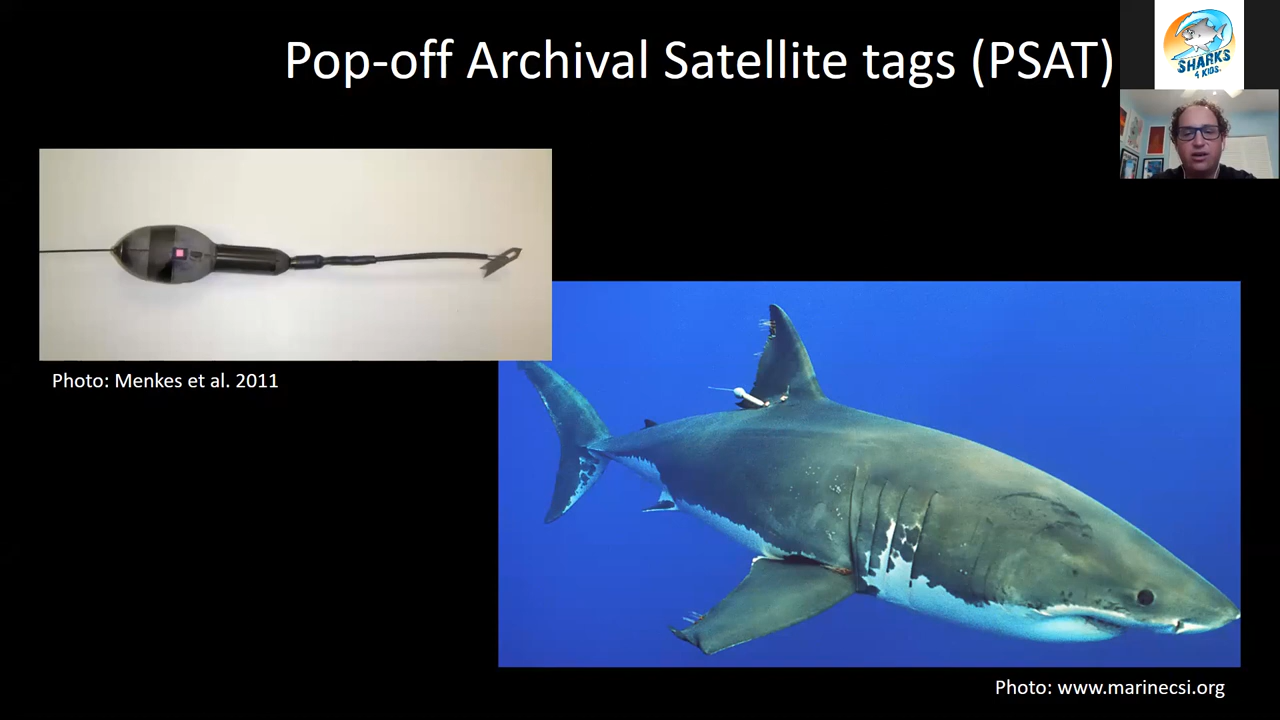 Pop-off Archival Satellite tags (PSAT)
SHARKS
4 KIDS.
Photo: Menkes et al. 2011
Photo: www.marinecsi.org